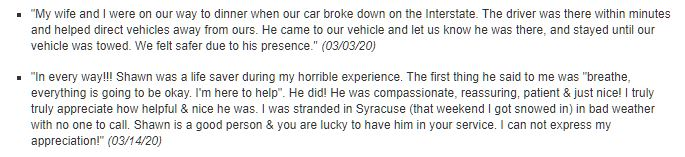 ▪ "My wife and I were on our way to dinner when our car broke down on the Interstate. The driver was there within minutes
and helped direct vehicles away from ours. He came to our vehicle and let us know he was there, and stayed until our
vehicle was towed. We felt safer due to his presence." (03/03/20)
▪ "In every way!!! Shawn was a life saver during my horrible experience. The first thing he said to me was "breathe,
everything is going to be okay. I'm here to help". He did! He was compassionate, reassuring, patient & just nice! I truly
truly appreciate how helpful & nice he was. I was stranded in Syracuse (that weekend I got snowed in) in bad weather
with no one to call. Shawn is a good person & you are lucky to have him in your service. I can not express my
appreciation!" (03/14/20)